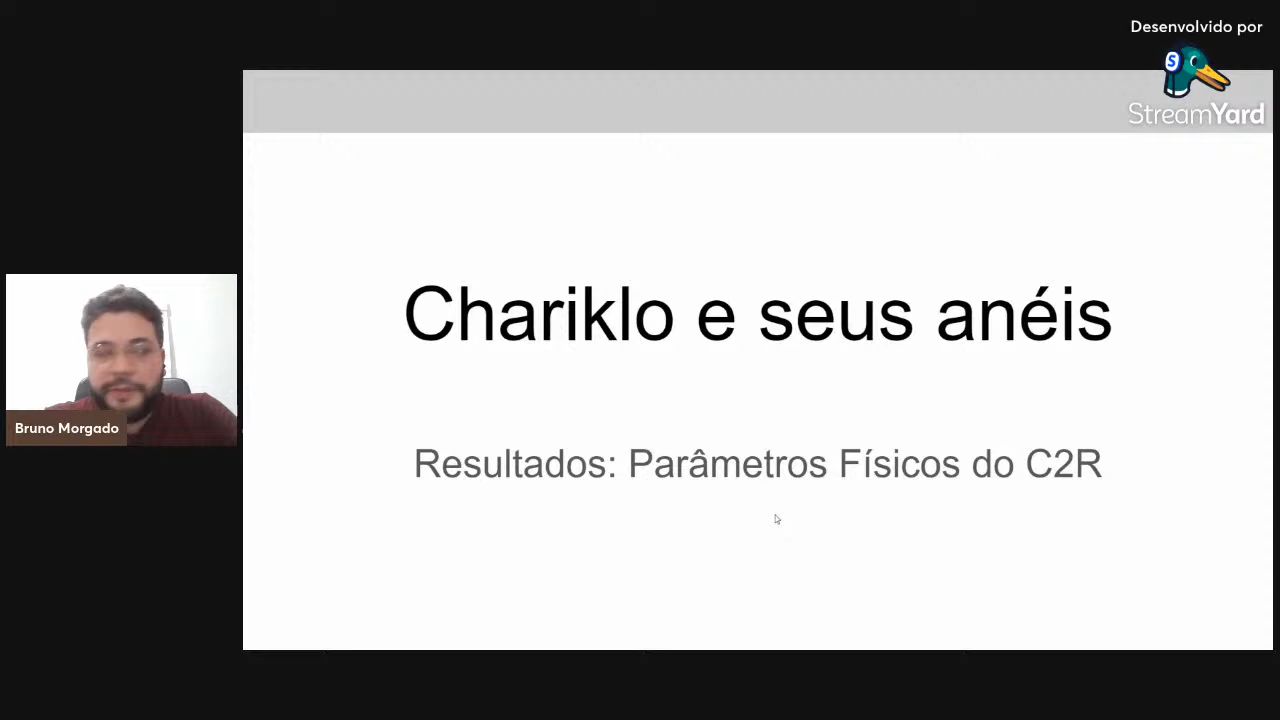 Desenvolvido por
S
StreamYard
Chariklo e seus anéis
Bruno Morgado
Resultados: Parâmetros Físicos do C2R